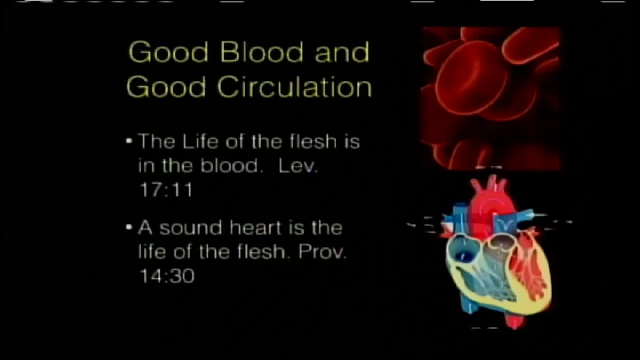 Good Blood and
Good Circulation
• The Life of the flesh is
in the blood. Lev.
17:11
• A sound heart is the
life of the flesh. Prov.
14:30